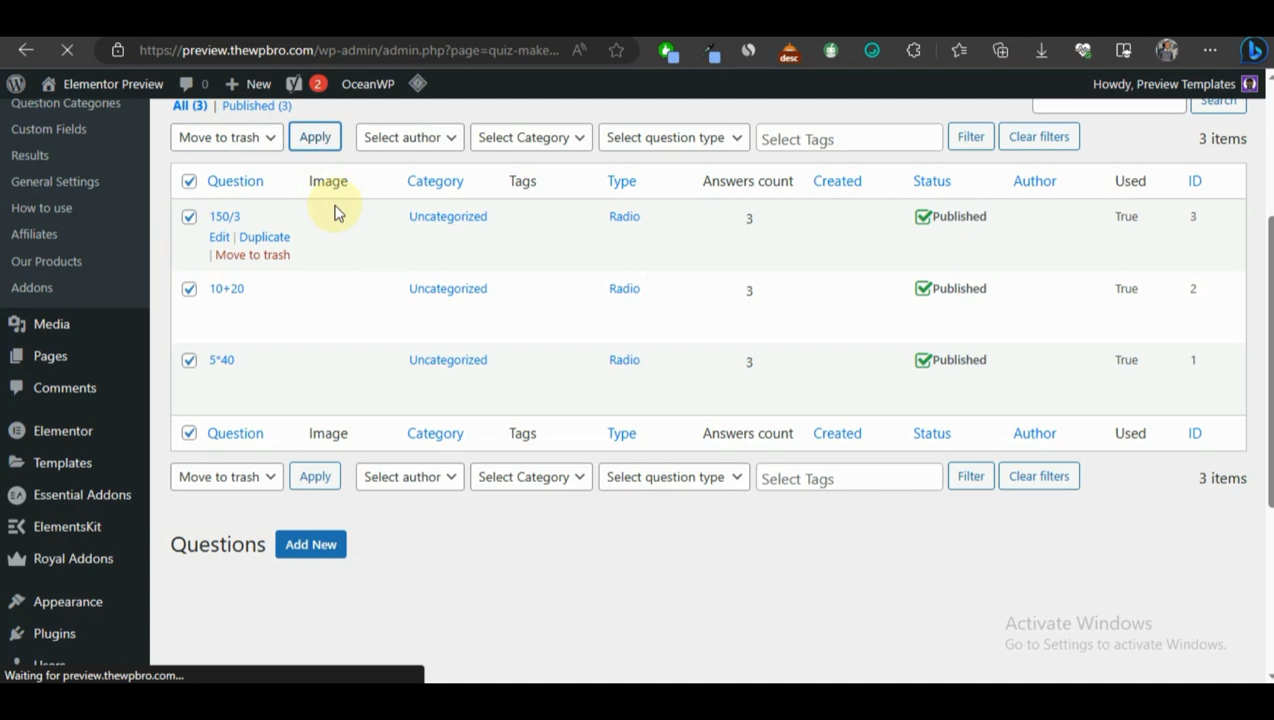 https://preview.thewpbro.com/wp-admin/admin.php?page=quiz-make...
desc
Elementor Preview 0 New 2 OceanWP Howdy, Preview Templates
Question Categories
Custom Fields
Results
General Settings
How to use
Affiliates
Our Products
Addons
Media
Pages
Comments
Elementor
Templates
Essential Addons
ElementsKit
Royal Addons
Appearance
Plugins
Users
All (3) | Published (3) Search
Move to trash Apply Select author Select Category Select question type Select Tags Filter Clear filters 3 items
Question Image Category Tags Type Answers count Created Status Author Used ID
150/3 Uncategorized Radio 3 Published True 3
Edit | Duplicate
| Move to trash
10+20 Uncategorized Radio 3 Published True 2
5*40 Uncategorized Radio 3 Published True 1
Question Image Category Tags Type Answers count Created Status Author Used ID
Move to trash Apply Select author Select Category Select question type Select Tags Filter Clear filters 3 items
Questions Add New
Activate Windows
Go to Settings to activate Windows.
Waiting for preview.thewpbro.com...